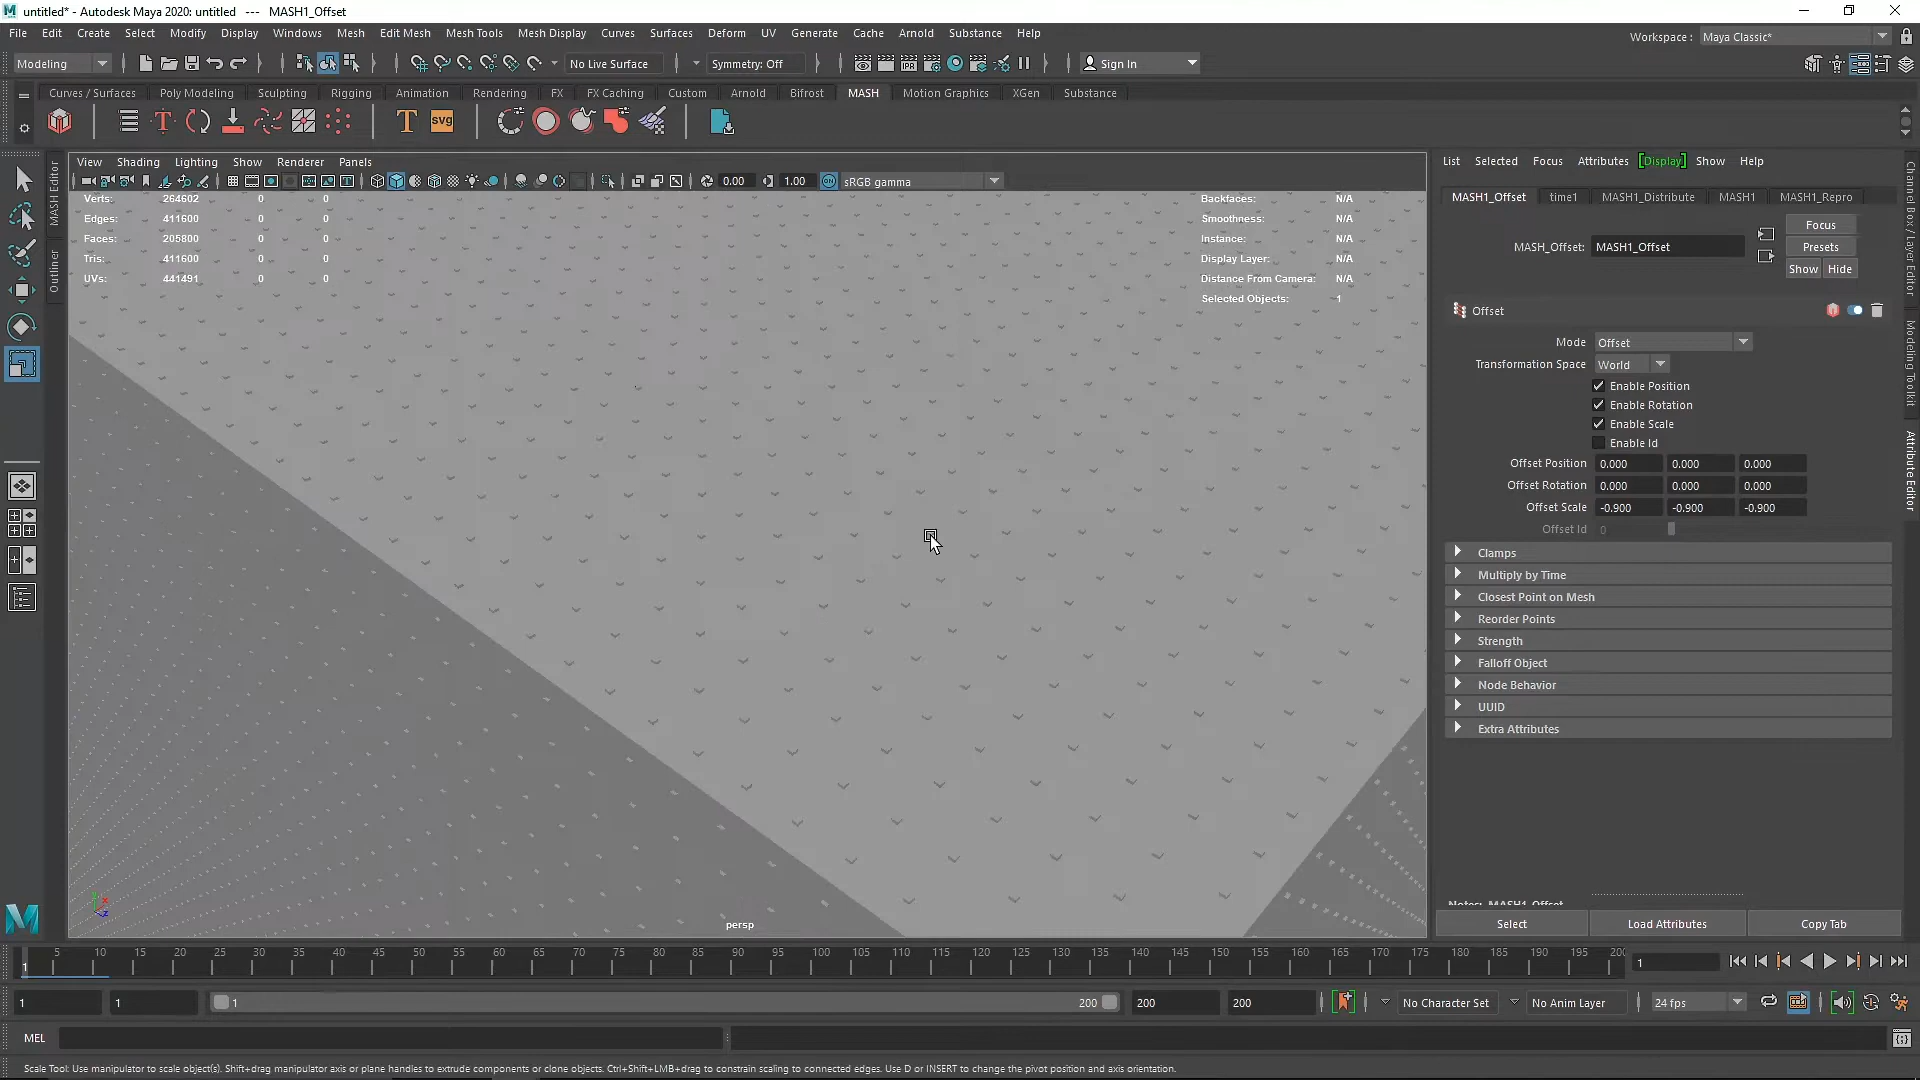 untitled* - Autodesk Maya 2020: untitled --- MASH1_Offset
File Edit Create Select Modify Display Windows Mesh Edit Mesh Mesh Tools Mesh Display Curves Surfaces Deform UV Generate Cache Arnold Substance Help
Workspace : Maya Classic*
Modeling No Live Surface Symmetry: Off Sign In
Curves / Surfaces Poly Modeling Sculpting Rigging Animation Rendering FX FX Caching Custom Arnold Bifrost MASH Motion Graphics XGen Substance
View Shading Lighting Show Renderer Panels
0.00 1.00 sRGB gamma
Verts: 264602 0 0
Edges: 411600 0 0
Faces: 205800 0 0
Tris: 411600 0 0
UVs: 441491 0 0
Backfaces: N/A
Smoothness: N/A
Instance: N/A
Display Layer: N/A
Distance From Camera: N/A
Selected Objects: 1
MASH Editor
Outliner
persp
List Selected Focus Attributes [Display] Show Help
MASH1_Offset time1 MASH1_Distribute MASH1 MASH1_Repro
MASH_Offset: MASH1_Offset
Focus
Presets
Show Hide
Offset
Mode Offset
Transformation Space World
Enable Position
Enable Rotation
Enable Scale
Enable Id
Offset Position 0.000 0.000 0.000
Offset Rotation 0.000 0.000 0.000
Offset Scale -0.900 -0.900 -0.900
Offset Id 0
Clamps
Multiply by Time
Closest Point on Mesh
Reorder Points
Strength
Falloff Object
Node Behavior
UUID
Extra Attributes
Notes: MASH1_Offset
Select Load Attributes Copy Tab
Channel Box / Layer Editor
Modeling Toolkit
Attribute Editor
5 10 15 20 25 30 35 40 45 50 55 60 65 70 75 80 85 90 95 100 105 110 115 120 125 130 135 140 145 150 155 160 165 170 175 180 185 190 195 200
1 1
1 1 1 200 200 200 No Character Set No Anim Layer 24 fps
MEL
Scale Tool: Use manipulator to scale object(s). Shift+drag manipulator axis or plane handles to extrude components or clone objects. Ctrl+Shift+LMB+drag to constrain scaling to connected edges. Use D or INSERT to change the pivot position and axis orientation.